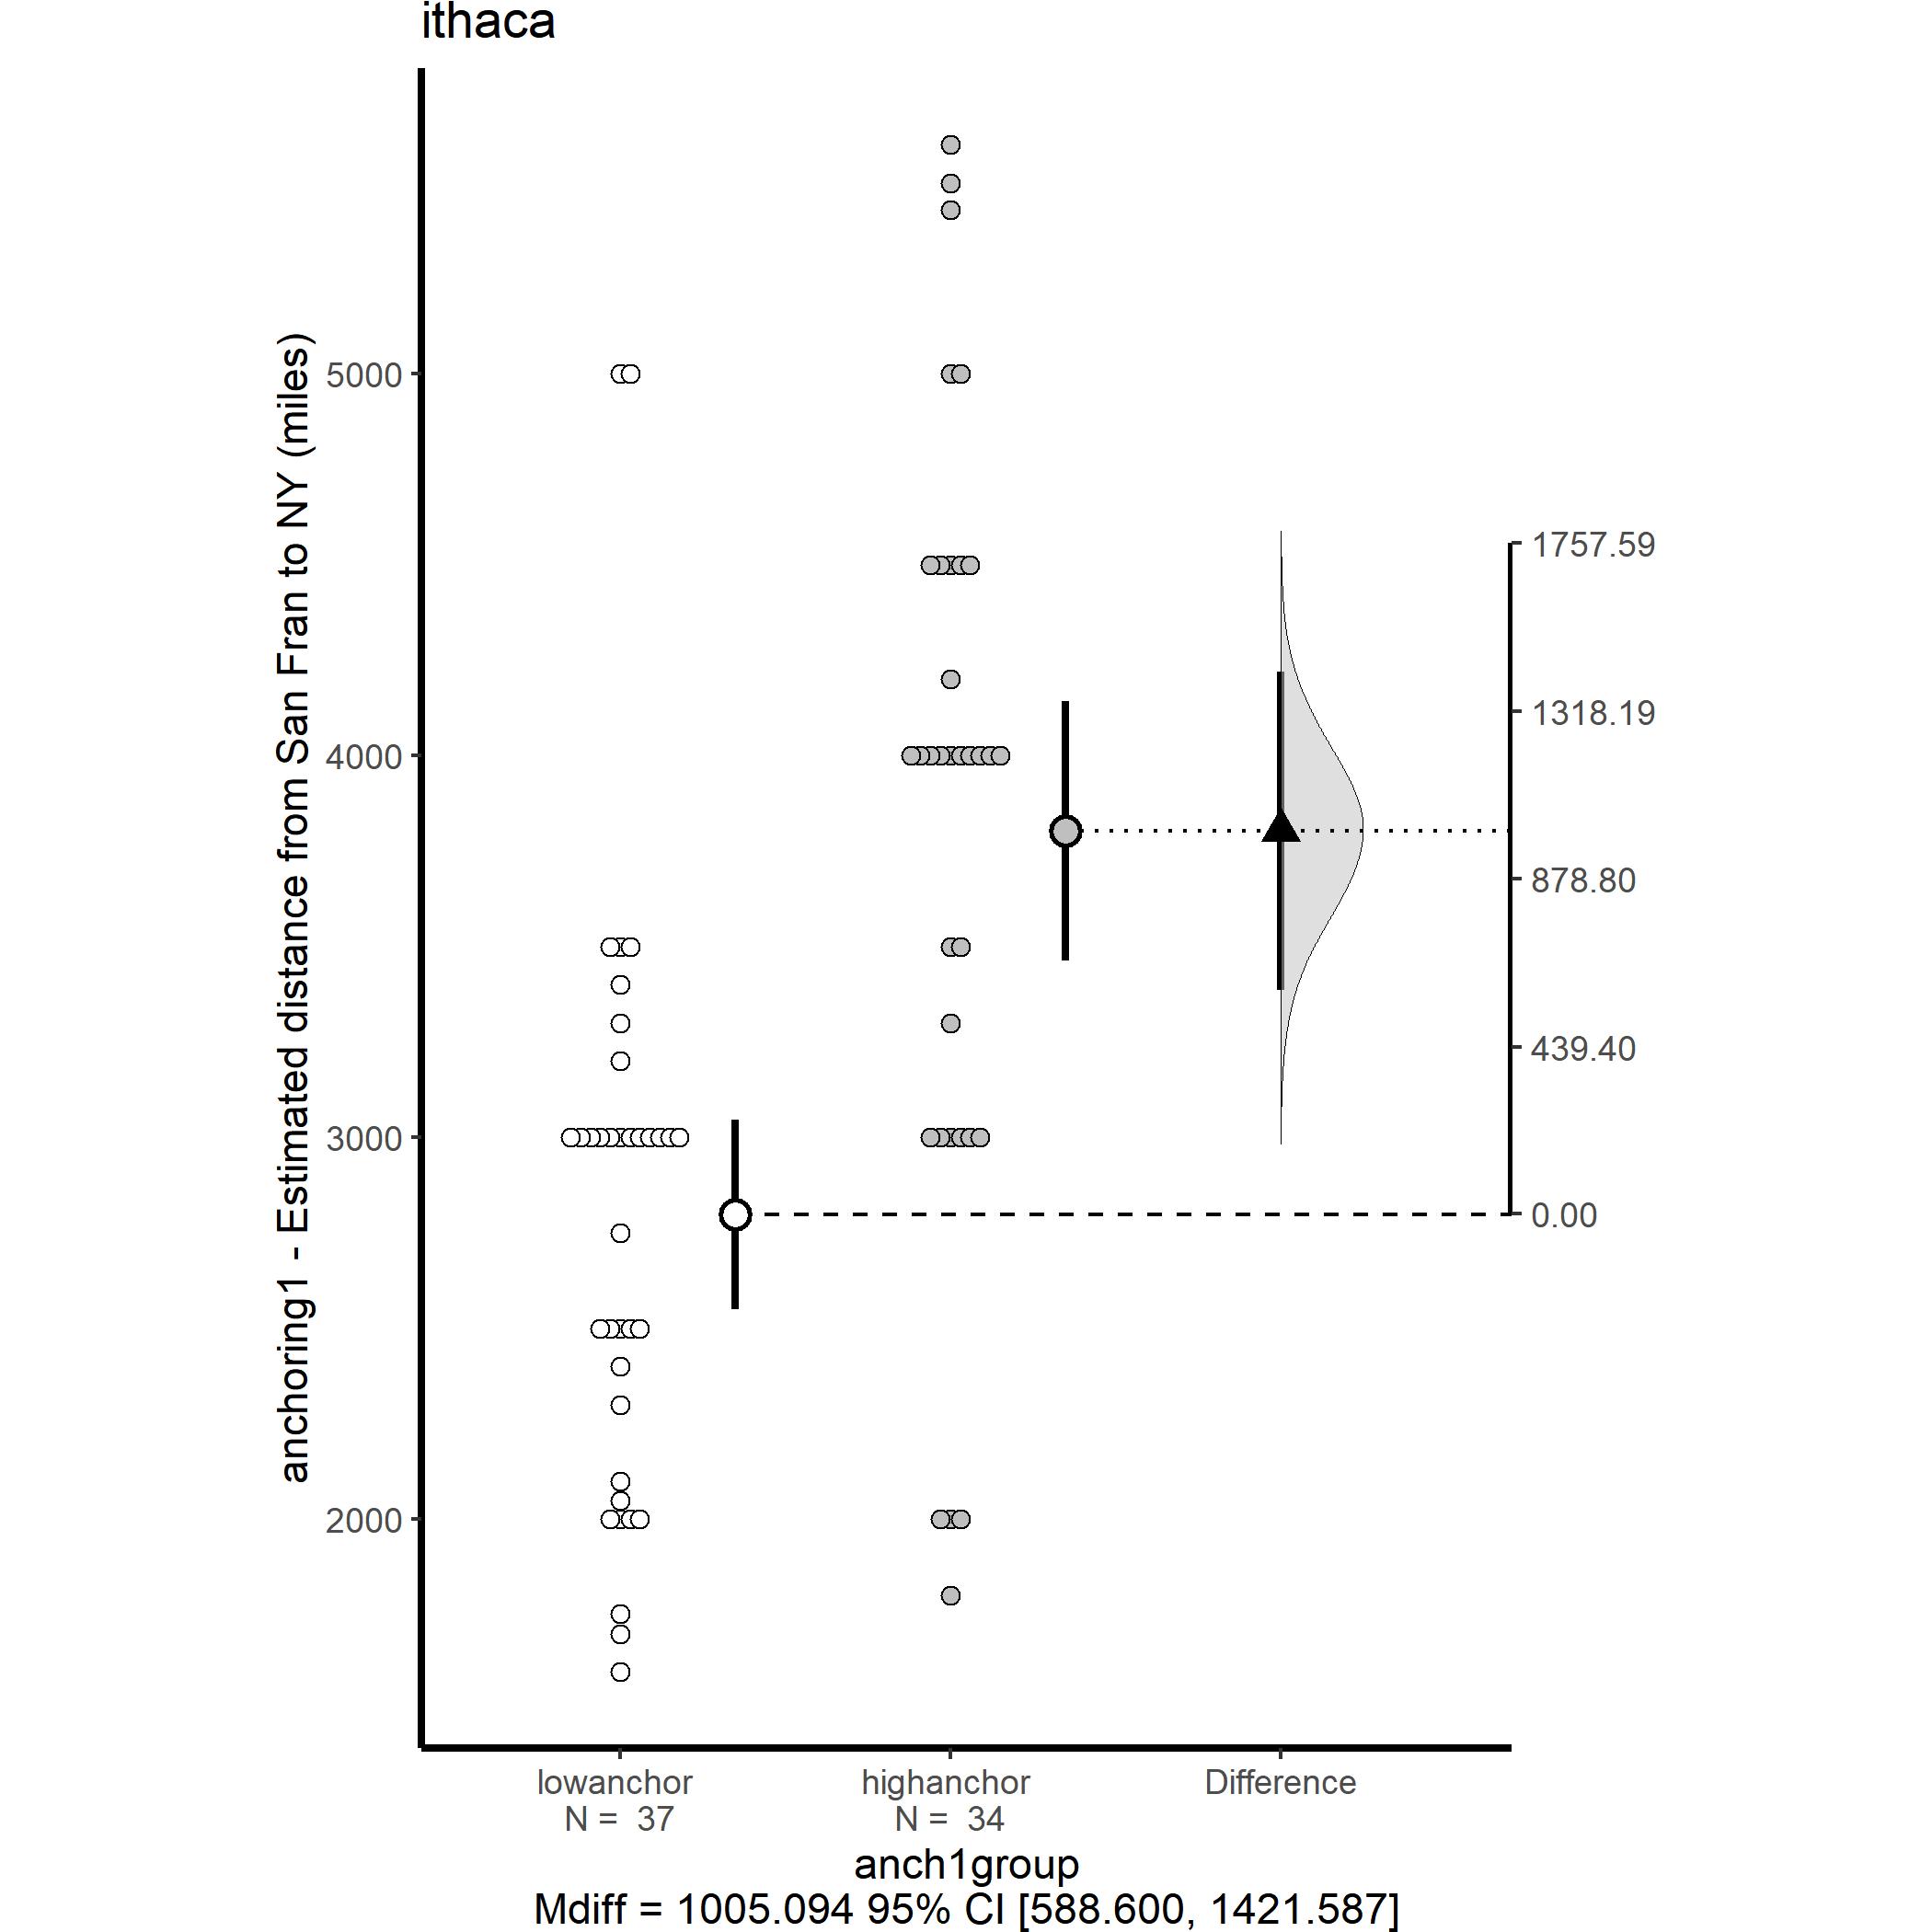 ithaca
anchoring1 - Estimated distance from San Fran to NY (miles)
5000
4000
3000
2000
1757.59
1318.19
878.80
439.40
0.00
lowanchor
N =  37
highanchor
N =  34
Difference
anch1group
Mdiff = 1005.094 95% CI [588.600, 1421.587]